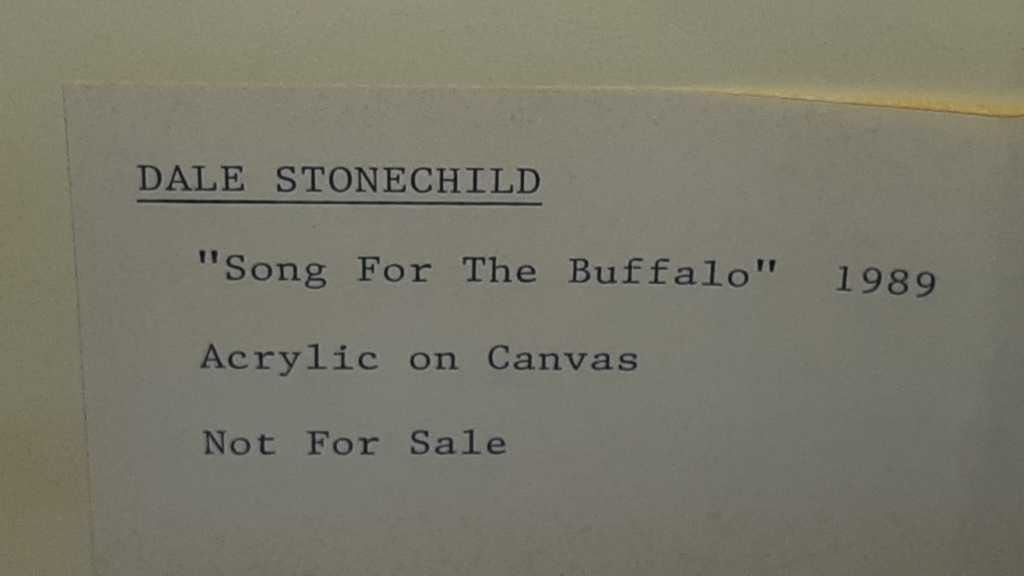 DALE STONECHILD
"Song For The Buffalo" 1989
Acrylic on Canvas
Not For Sale